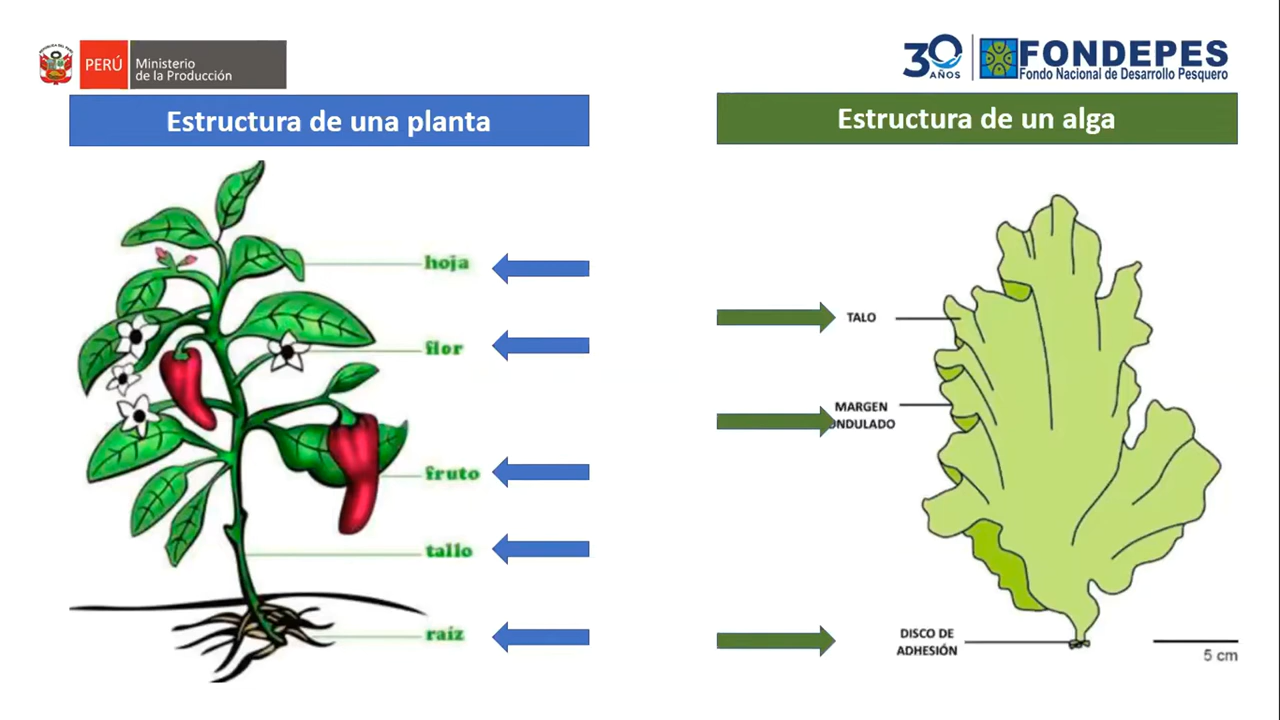 PERÚ
Ministerio
de la Producción
30
AÑOS
FONDEPES
Fondo Nacional de Desarrollo Pesquero
Estructura de una planta
Estructura de un alga
hoja
flor
fruto
tallo
raiz
TALO
MARGEN
ONDULADO
DISCO DE
ADHESIÓN
5 cm